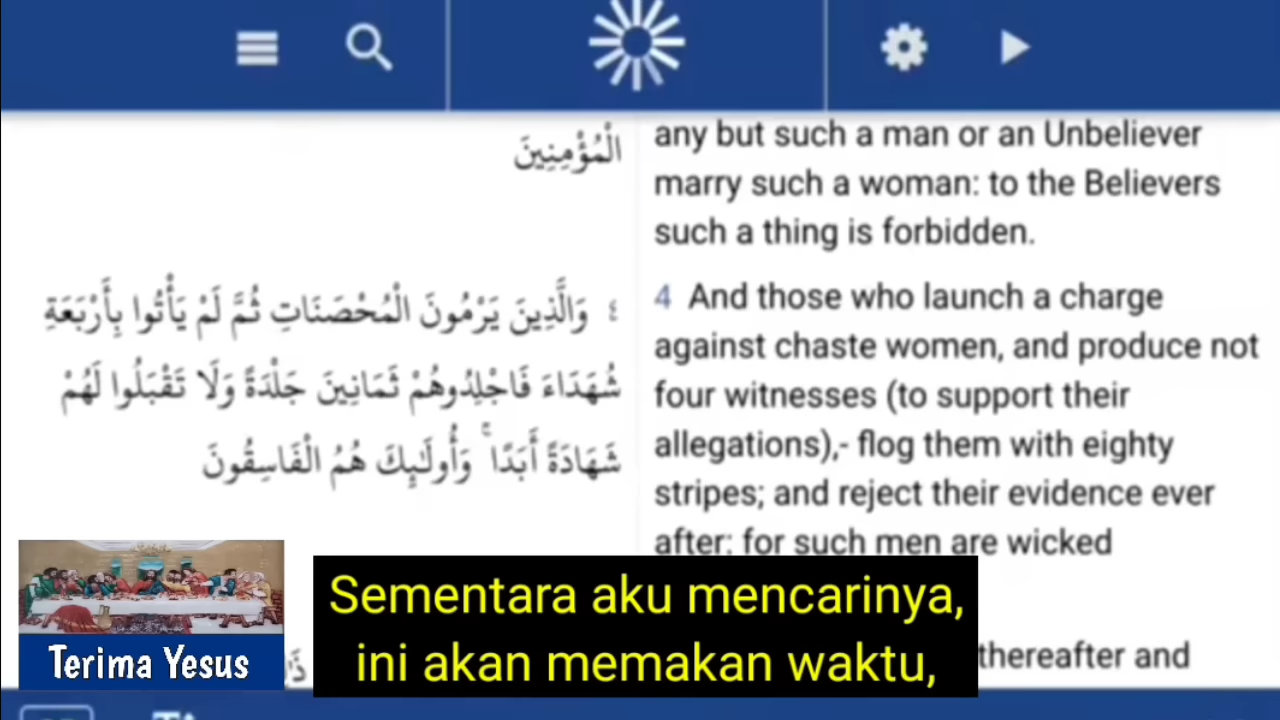 الْمُؤْمِنِينَ
٤ وَالَّذِينَ يَرْمُونَ الْمُحْصَنَاتِ ثُمَّ لَمْ يَأْتُوا بِأَرْبَعَةِ
شُهَدَاءَ فَاجْلِدُوهُمْ ثَمَانِينَ جَلْدَةً وَلَا تَقْبَلُوا لَهُمْ
شَهَادَةً أَبَدًا ۚ وَأُولَٰئِكَ هُمُ الْفَاسِقُونَ
any but such a man or an Unbeliever
marry such a woman: to the Believers
such a thing is forbidden.
4 And those who launch a charge
against chaste women, and produce not
four witnesses (to support their
allegations),- flog them with eighty
stripes; and reject their evidence ever
after: for such men are wicked
thereafter and
Terima Yesus
Sementara aku mencarinya,
ini akan memakan waktu,